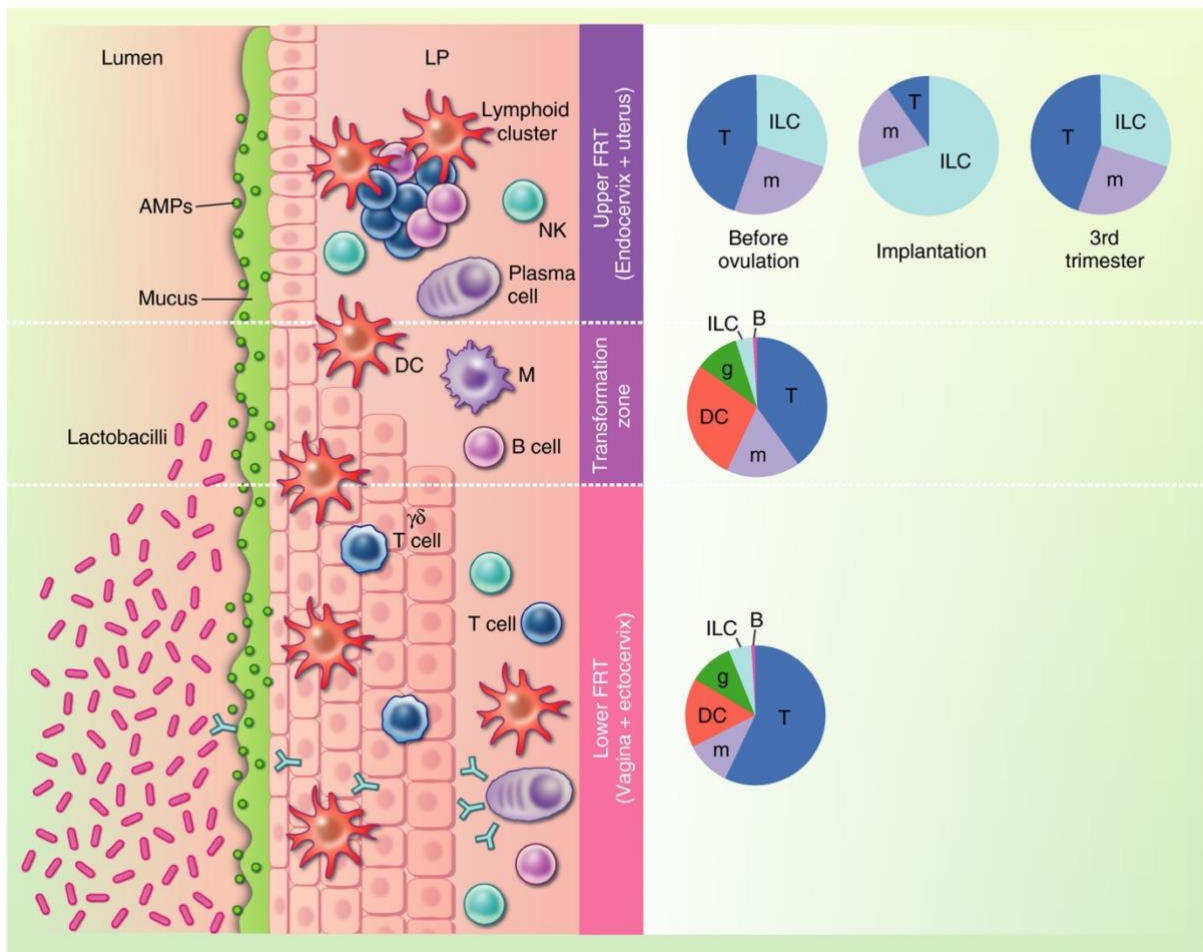 Lumen
LP
Lymphoid
cluster
AMPs
NK
Mucus
Plasma
cell
DC
M
Lactobacilli
B cell
γδ
T cell
T cell
Upper FRT
(Endocervix + uterus)
Transformation
zone
Lower FRT
(Vagina + ectocervix)
T
ILC
m
Before
ovulation
T
m
ILC
Implantation
T
ILC
m
3rd
trimester
ILC
B
g
T
DC
m
ILC
B
g
DC
T
m